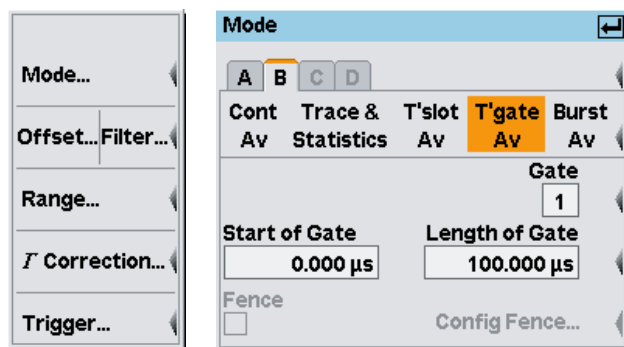 Mode...
Offset... Filter...
Range...
Γ Correction...
Trigger...
Mode
A B C D
Cont Trace & T'slot T'gate Burst
Av Statistics Av Av Av
Gate
1
Start of Gate Length of Gate
0.000 µs 100.000 µs
Fence
Config Fence...